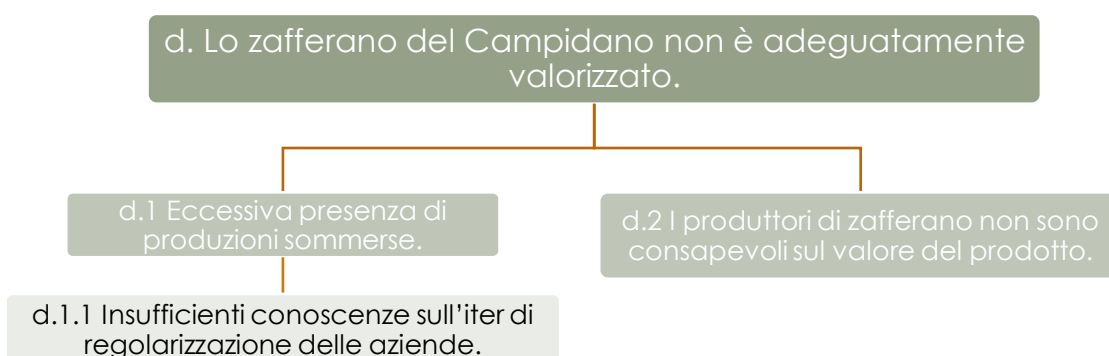 d. Lo zafferano del Campidano non è adeguatamente
valorizzato.
d.1 Eccessiva presenza di
produzioni sommerse.
d.2 I produttori di zafferano non sono
consapevoli sul valore del prodotto.
d.1.1 Insufficienti conoscenze sull’iter di
regolarizzazione delle aziende.